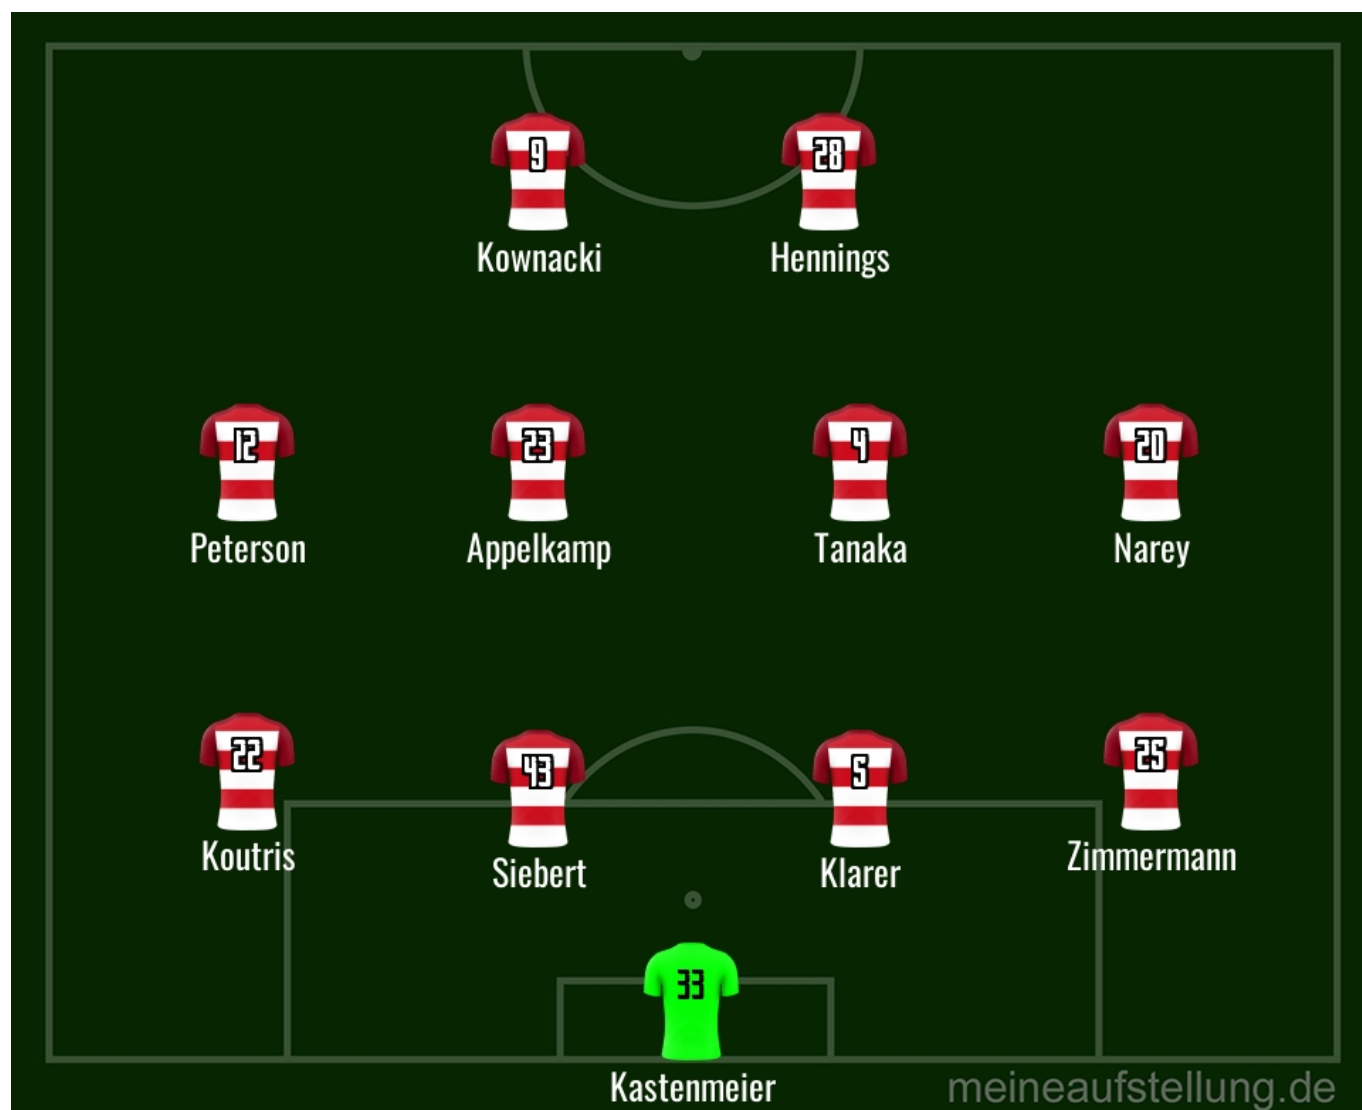 9
28
Kownacki
Hennings
12
23
4
20
Peterson
Appelkamp
Tanaka
Narey
22
43
5
25
Koutris
Siebert
Klarer
Zimmermann
33
Kastenmeier
meineaufstellung.de